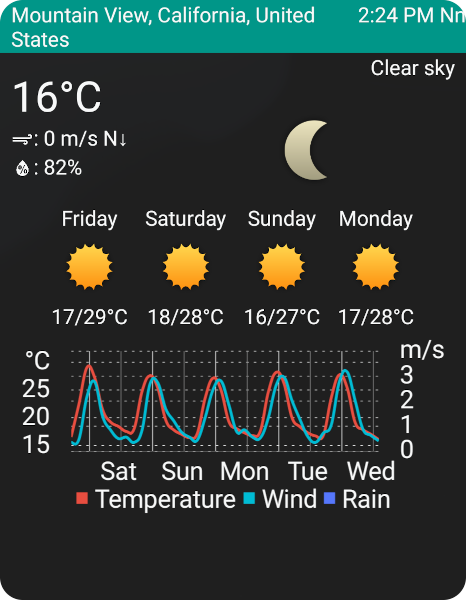 Mountain View, California, United States
2:24 PM Nn
Clear sky
16°C
: 0 m/s N↓
: 82%
Friday Saturday Sunday Monday
17/29°C 18/28°C 16/27°C 17/28°C
°C m/s
25 3
20 2
15 1
0
Sat Sun Mon Tue Wed
Temperature Wind Rain